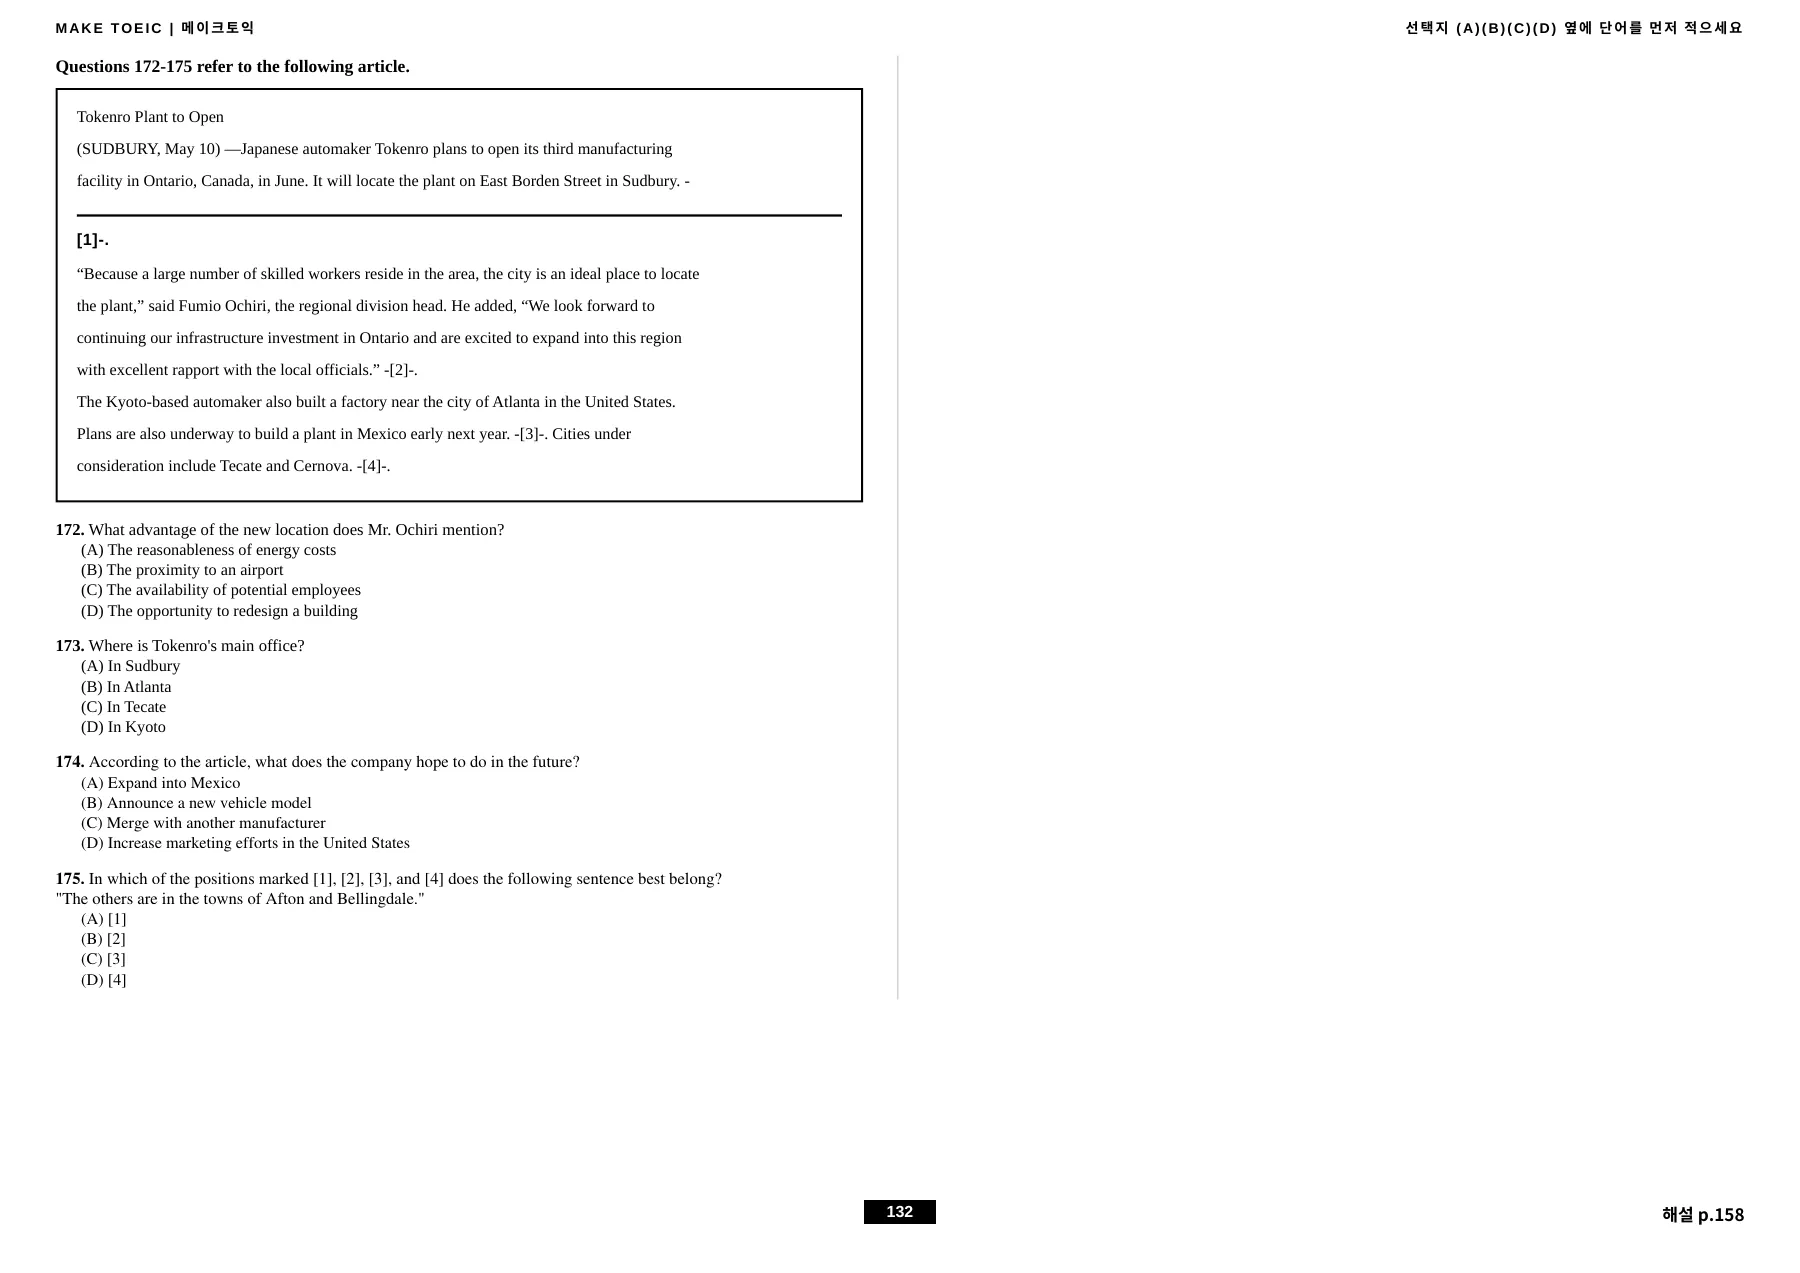 MAKE TOEIC | 메이크토익
선택지 (A)(B)(C)(D) 옆에 단어를 먼저 적으세요
Questions 172-175 refer to the following article.
Tokenro Plant to Open
(SUDBURY, May 10) —Japanese automaker Tokenro plans to open its third manufacturing
facility in Ontario, Canada, in June. It will locate the plant on East Borden Street in Sudbury. -
[1]-.
“Because a large number of skilled workers reside in the area, the city is an ideal place to locate
the plant,” said Fumio Ochiri, the regional division head. He added, “We look forward to
continuing our infrastructure investment in Ontario and are excited to expand into this region
with excellent rapport with the local officials.” -[2]-.
The Kyoto-based automaker also built a factory near the city of Atlanta in the United States.
Plans are also underway to build a plant in Mexico early next year. -[3]-. Cities under
consideration include Tecate and Cernova. -[4]-.
172. What advantage of the new location does Mr. Ochiri mention?
(A) The reasonableness of energy costs
(B) The proximity to an airport
(C) The availability of potential employees
(D) The opportunity to redesign a building
173. Where is Tokenro's main office?
(A) In Sudbury
(B) In Atlanta
(C) In Tecate
(D) In Kyoto
174. According to the article, what does the company hope to do in the future?
(A) Expand into Mexico
(B) Announce a new vehicle model
(C) Merge with another manufacturer
(D) Increase marketing efforts in the United States
175. In which of the positions marked [1], [2], [3], and [4] does the following sentence best belong?
"The others are in the towns of Afton and Bellingdale."
(A) [1]
(B) [2]
(C) [3]
(D) [4]
132
해설 p.158